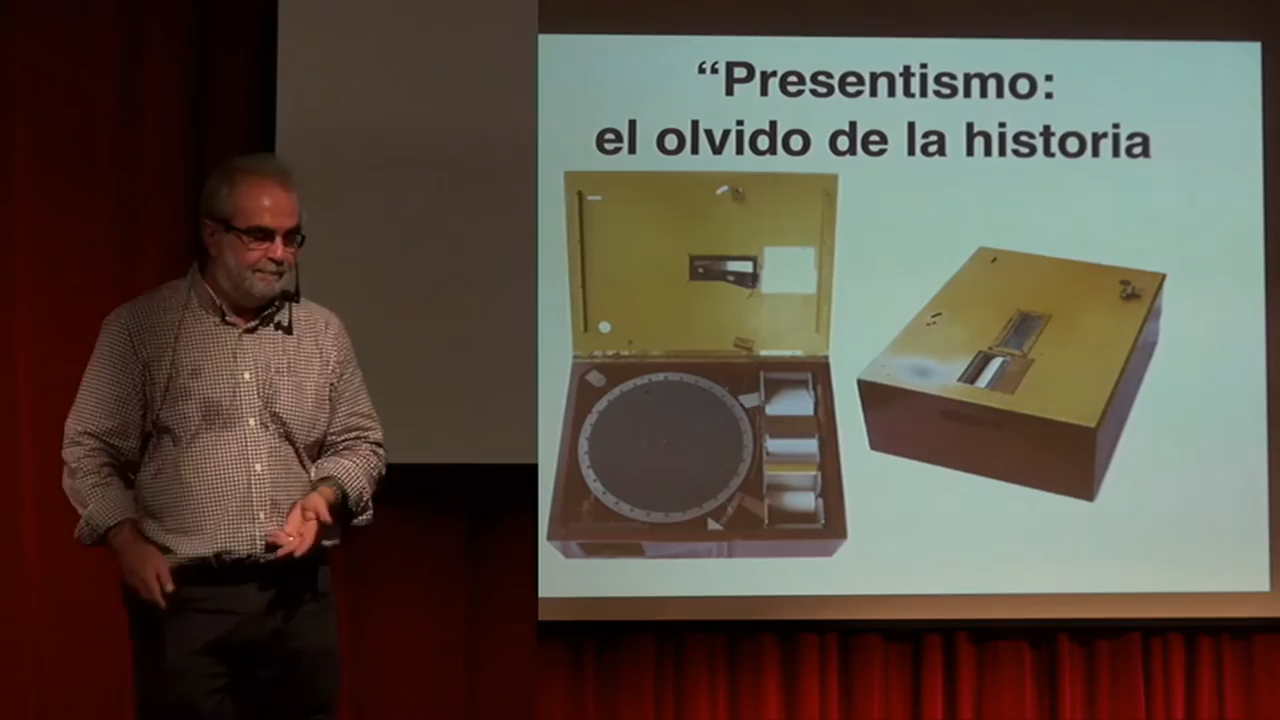 “Presentismo:
el olvido de la historia